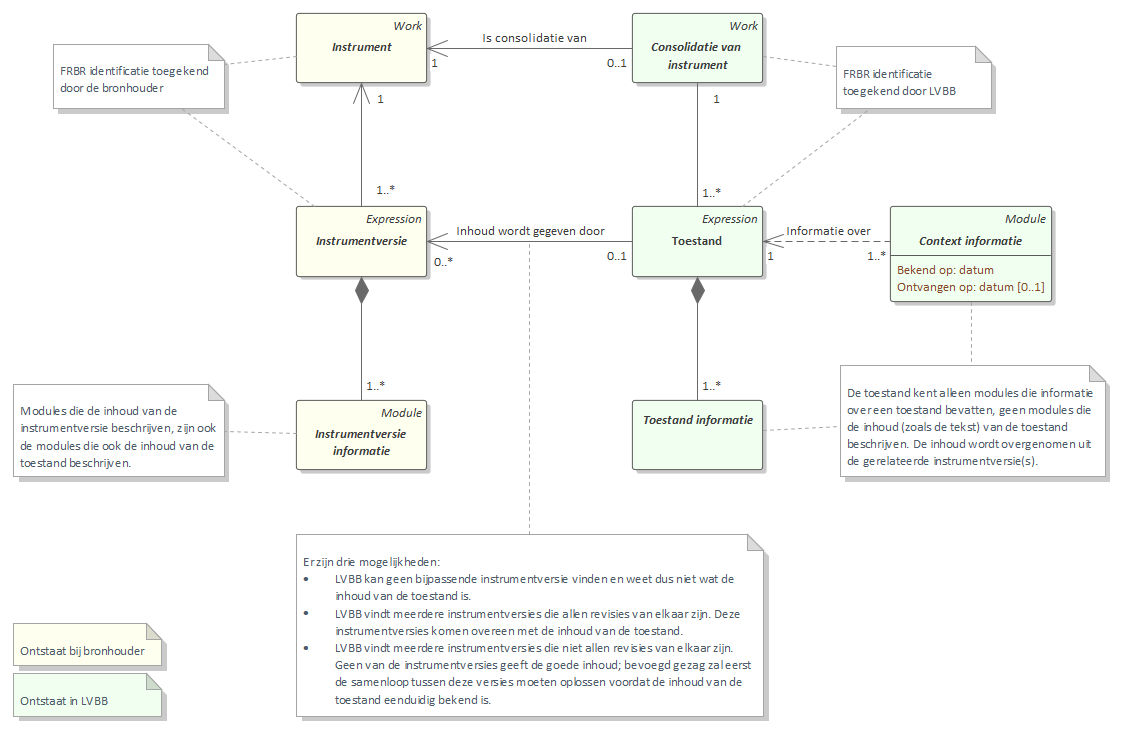 Work
Instrument
Is consolidatie van
1
0..1
Work
Consolidatie van
instrument
FRBR identificatie toegekend
door de bronhouder
FRBR identificatie
toegekend door LVBB
1
1
1..*
1..*
Expression
Instrumentversie
Inhoud wordt gegeven door
0..*
0..1
Expression
Toestand
Informatie over
1
1..*
Module
Context informatie
Bekend op: datum
Ontvangen op: datum [0..1]
1..*
1..*
Modules die de inhoud van de
instrumentversie beschrijven, zijn ook
de modules die ook de inhoud van de
toestand beschrijven.
Module
Instrumentversie
informatie
Toestand informatie
De toestand kent alleen modules die informatie
over een toestand bevatten, geen modules die
de inhoud (zoals de tekst) van de toestand
beschrijven. De inhoud wordt overgenomen uit
de gerelateerde instrumentversie(s).
Er zijn drie mogelijkheden:
• LVBB kan geen bijpassende instrumentversie vinden en weet dus niet wat de
inhoud van de toestand is.
• LVBB vindt meerdere instrumentversies die allen revisies van elkaar zijn. Deze
instrumentversies komen overeen met de inhoud van de toestand.
• LVBB vindt meerdere instrumentversies die niet allen revisies van elkaar zijn.
Geen van de instrumentversies geeft de goede inhoud; bevoegd gezag zal eerst
de samenloop tussen deze versies moeten oplossen voordat de inhoud van de
toestand eenduidig bekend is.
Ontstaat bij bronhouder
Ontstaat in LVBB